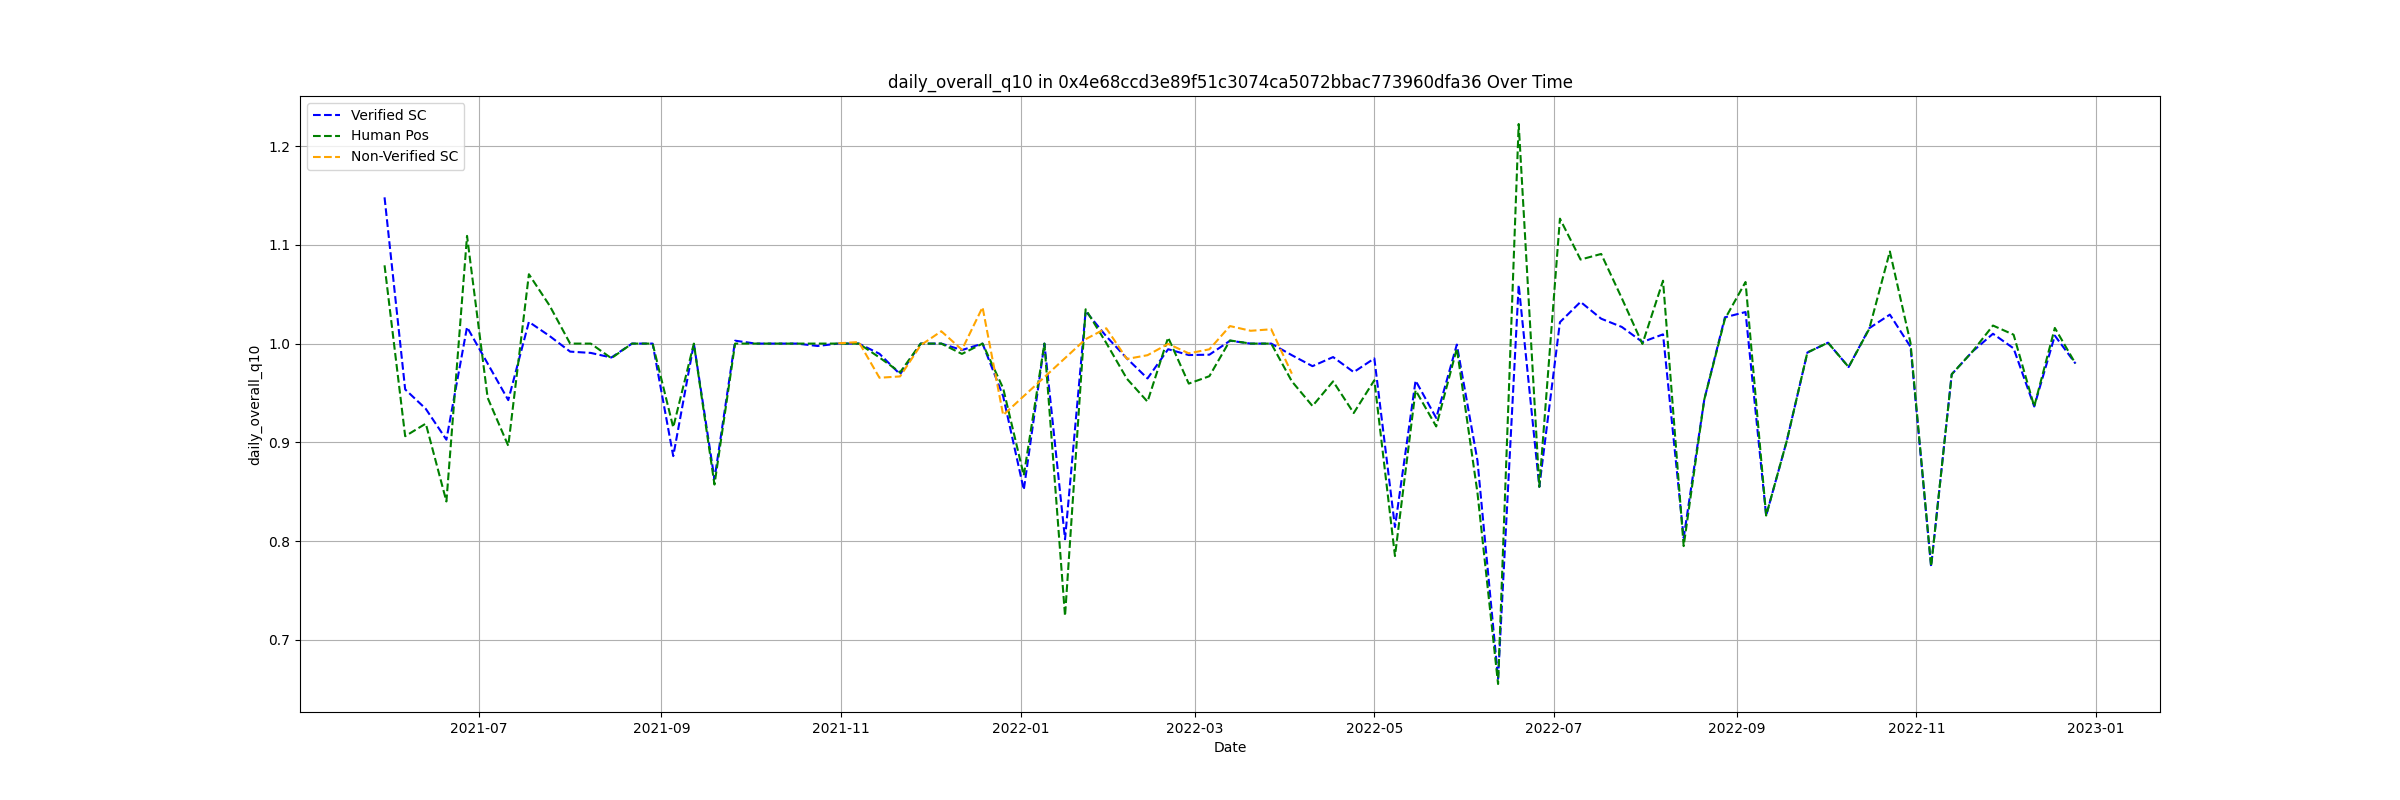 daily_overall_q10 in 0x4e68ccd3e89f51c3074ca5072bbac773960dfa36 Over Time
Verified SC
Human Pos
Non-Verified SC
daily_overall_q10
1.2
1.1
1.0
0.9
0.8
0.7
2021-07
2021-09
2021-11
2022-01
2022-03
2022-05
2022-07
2022-09
2022-11
2023-01
Date